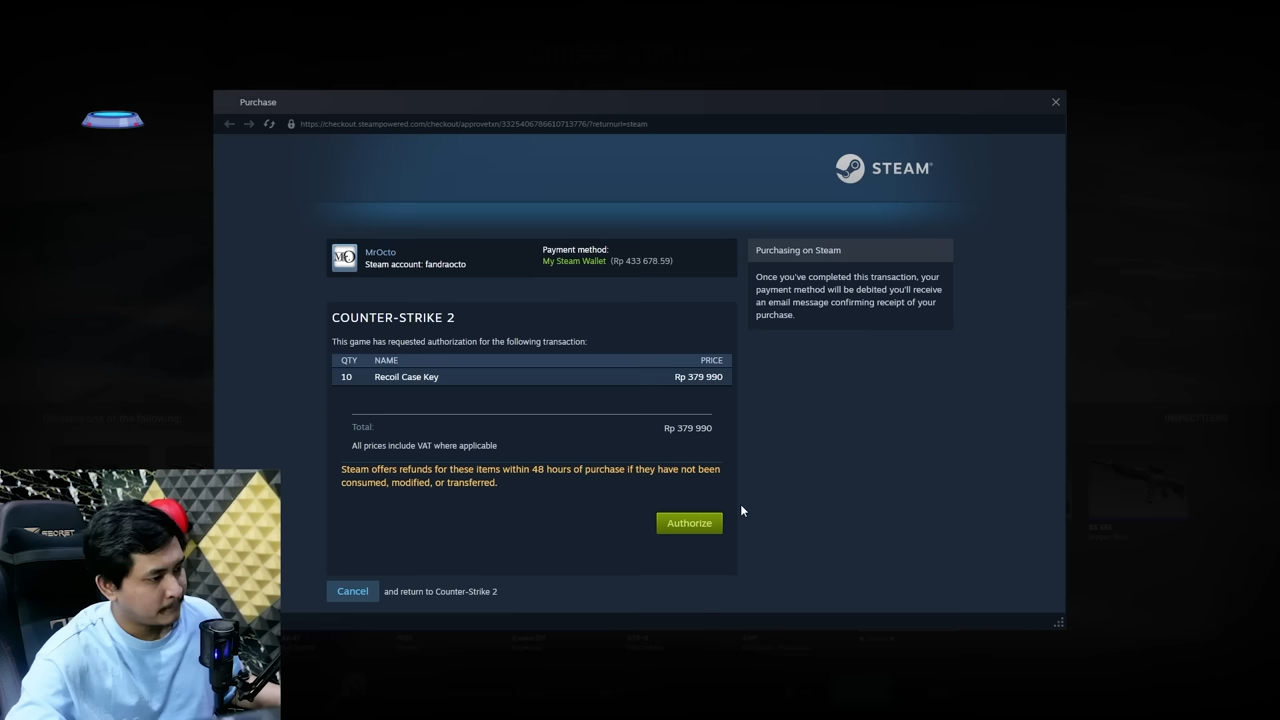 Purchase
https://checkout.steampowered.com/checkout/approvetxn/3325406786610713776/?returnurl=steam
STEAM®
MrOcto
Steam account: fandraocto
Payment method:
My Steam Wallet (Rp 433 678.59)
Purchasing on Steam
Once you've completed this transaction, your
payment method will be debited you'll receive
an email message confirming receipt of your
purchase.
COUNTER-STRIKE 2
This game has requested authorization for the following transaction:
QTY NAME PRICE
10 Recoil Case Key Rp 379 990
Total: Rp 379 990
All prices include VAT where applicable
Steam offers refunds for these items within 48 hours of purchase if they have not been
consumed, modified, or transferred.
Authorize
Cancel and return to Counter-Strike 2
SECRET